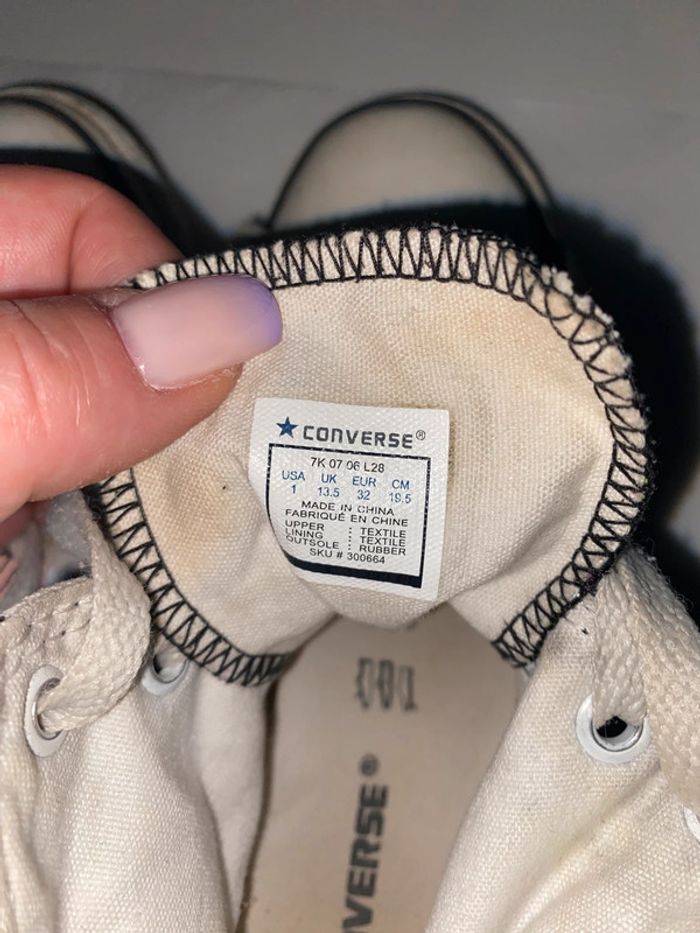 ★ CONVERSE®
7K 07 06 L28
USA UK EUR CM
1 13.5 32 19.5
MADE IN CHINA
FABRIQUÉ EN CHINE
UPPER : TEXTILE
LINING : TEXTILE
OUTSOLE : RUBBER
SKU # 300664
VERSE®